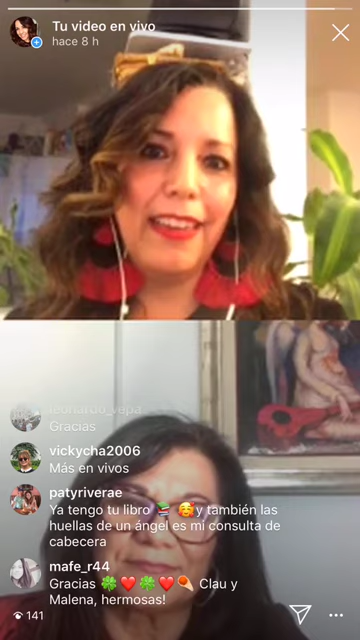 Tu video en vivo
hace 8 h
leonardo_vepa
Gracias
vickycha2006
Más en vivos
patyriverae
Ya tengo tu libro 📚 🥰 y también las
huellas de un ángel es mi consulta de
cabecera
mafe_r44
Gracias 🍀❤️🍀❤️🪶 Clau y
Malena, hermosas!
141